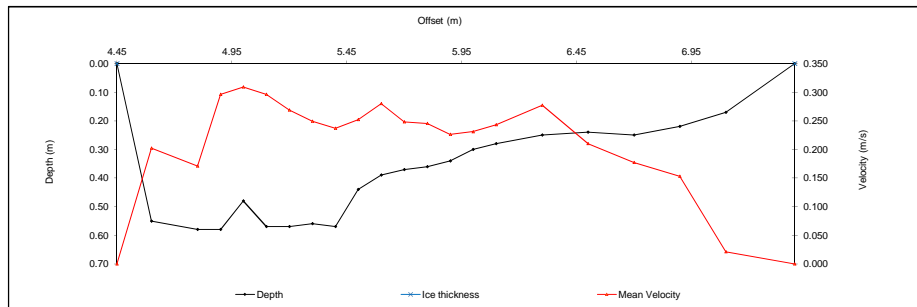 Offset (m)
4.45 4.95 5.45 5.95 6.45 6.95
0.00 0.350
0.10 0.300
0.20 0.250
0.30 0.200
0.40 0.150
0.50 0.100
0.60 0.050
0.70 0.000
Depth (m)
Velocity (m/s)
Depth Ice thickness Mean Velocity